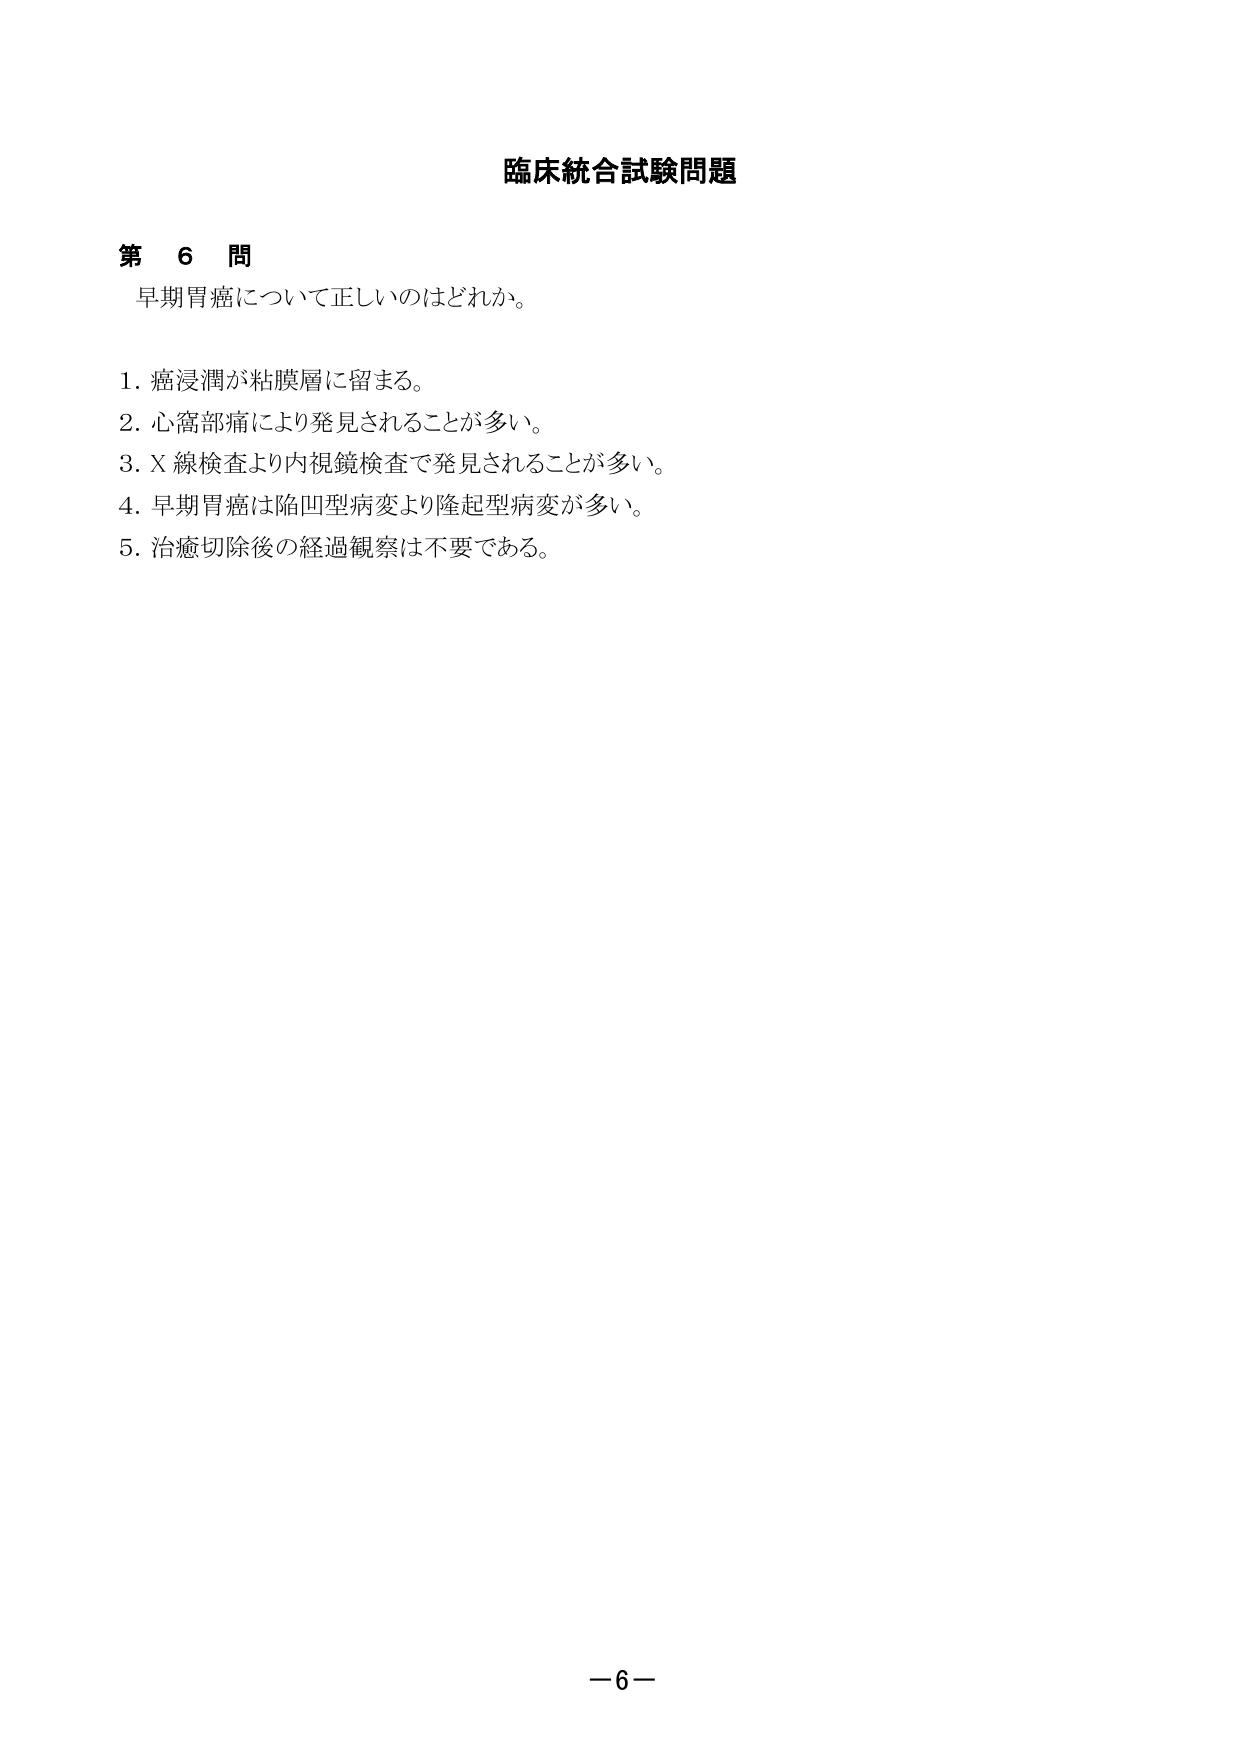 臨床統合試験問題
第 6 問
早期胃癌について正しいのはどれか。
1. 癌浸潤が粘膜層に留まる。
2. 心窩部痛により発見されることが多い。
3. X 線検査より内視鏡検査で発見されることが多い。
4. 早期胃癌は陥凹型病変より隆起型病変が多い。
5. 治癒切除後の経過観察は不要である。
－6－